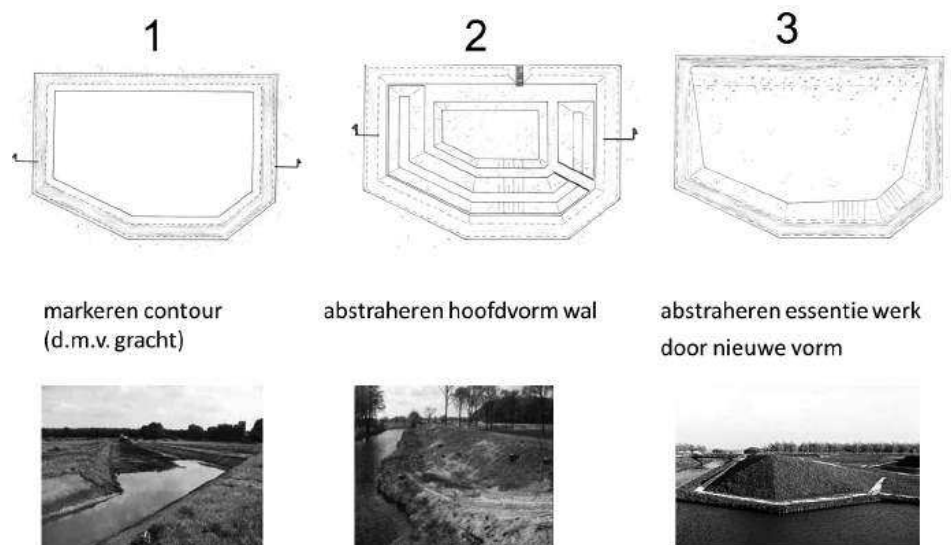 1
2
3
markeren contour
(d.m.v. gracht)
abstraheren hoofdvorm wal
abstraheren essentie werk
door nieuwe vorm